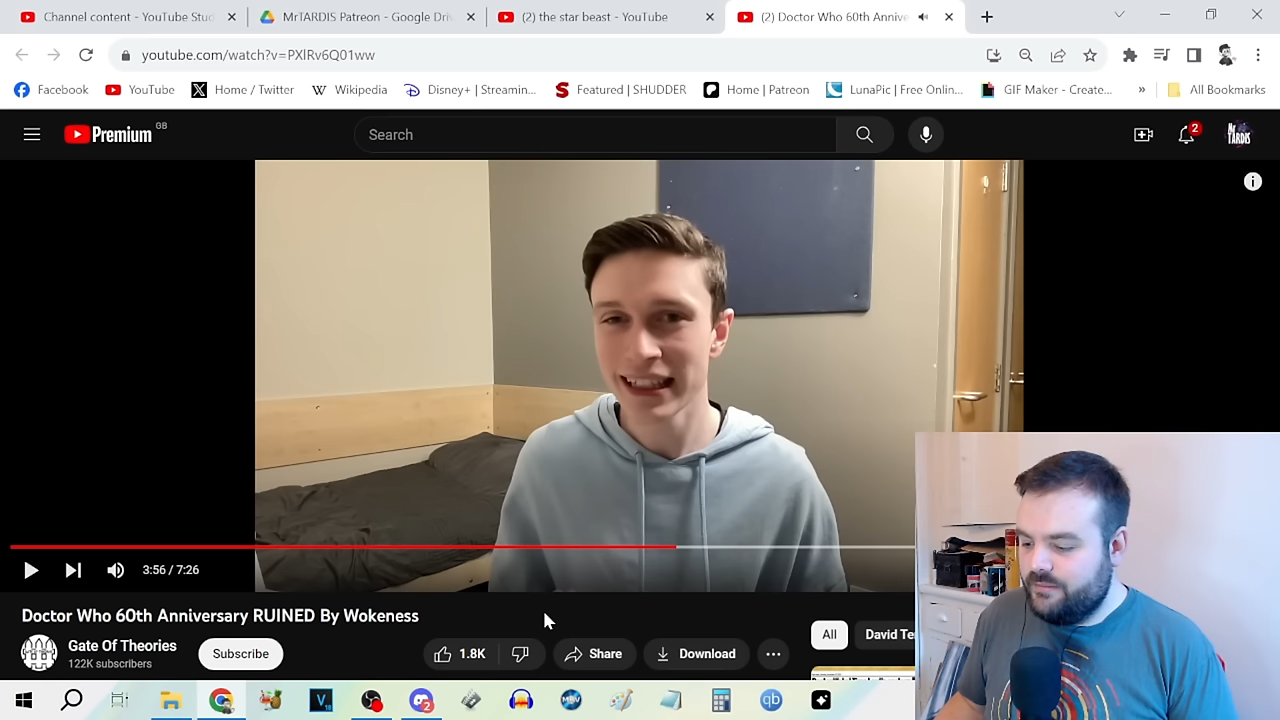 Channel content - YouTube Stu
MrTARDIS Patreon - Google Dri
(2) the star beast - YouTube
(2) Doctor Who 60th Annive
youtube.com/watch?v=PXlRv6Q01ww
Facebook
YouTube
Home / Twitter
Wikipedia
Disney+ | Streamin...
Featured | SHUDDER
Home | Patreon
LunaPic | Free Onlin...
GIF Maker - Create...
»
All Bookmarks
Premium GB
Search
2
Mr TARDIS
3:56 / 7:26
Doctor Who 60th Anniversary RUINED By Wokeness
Gate Of Theories
122K subscribers
Subscribe
1.8K
Share
Download
All
David Te